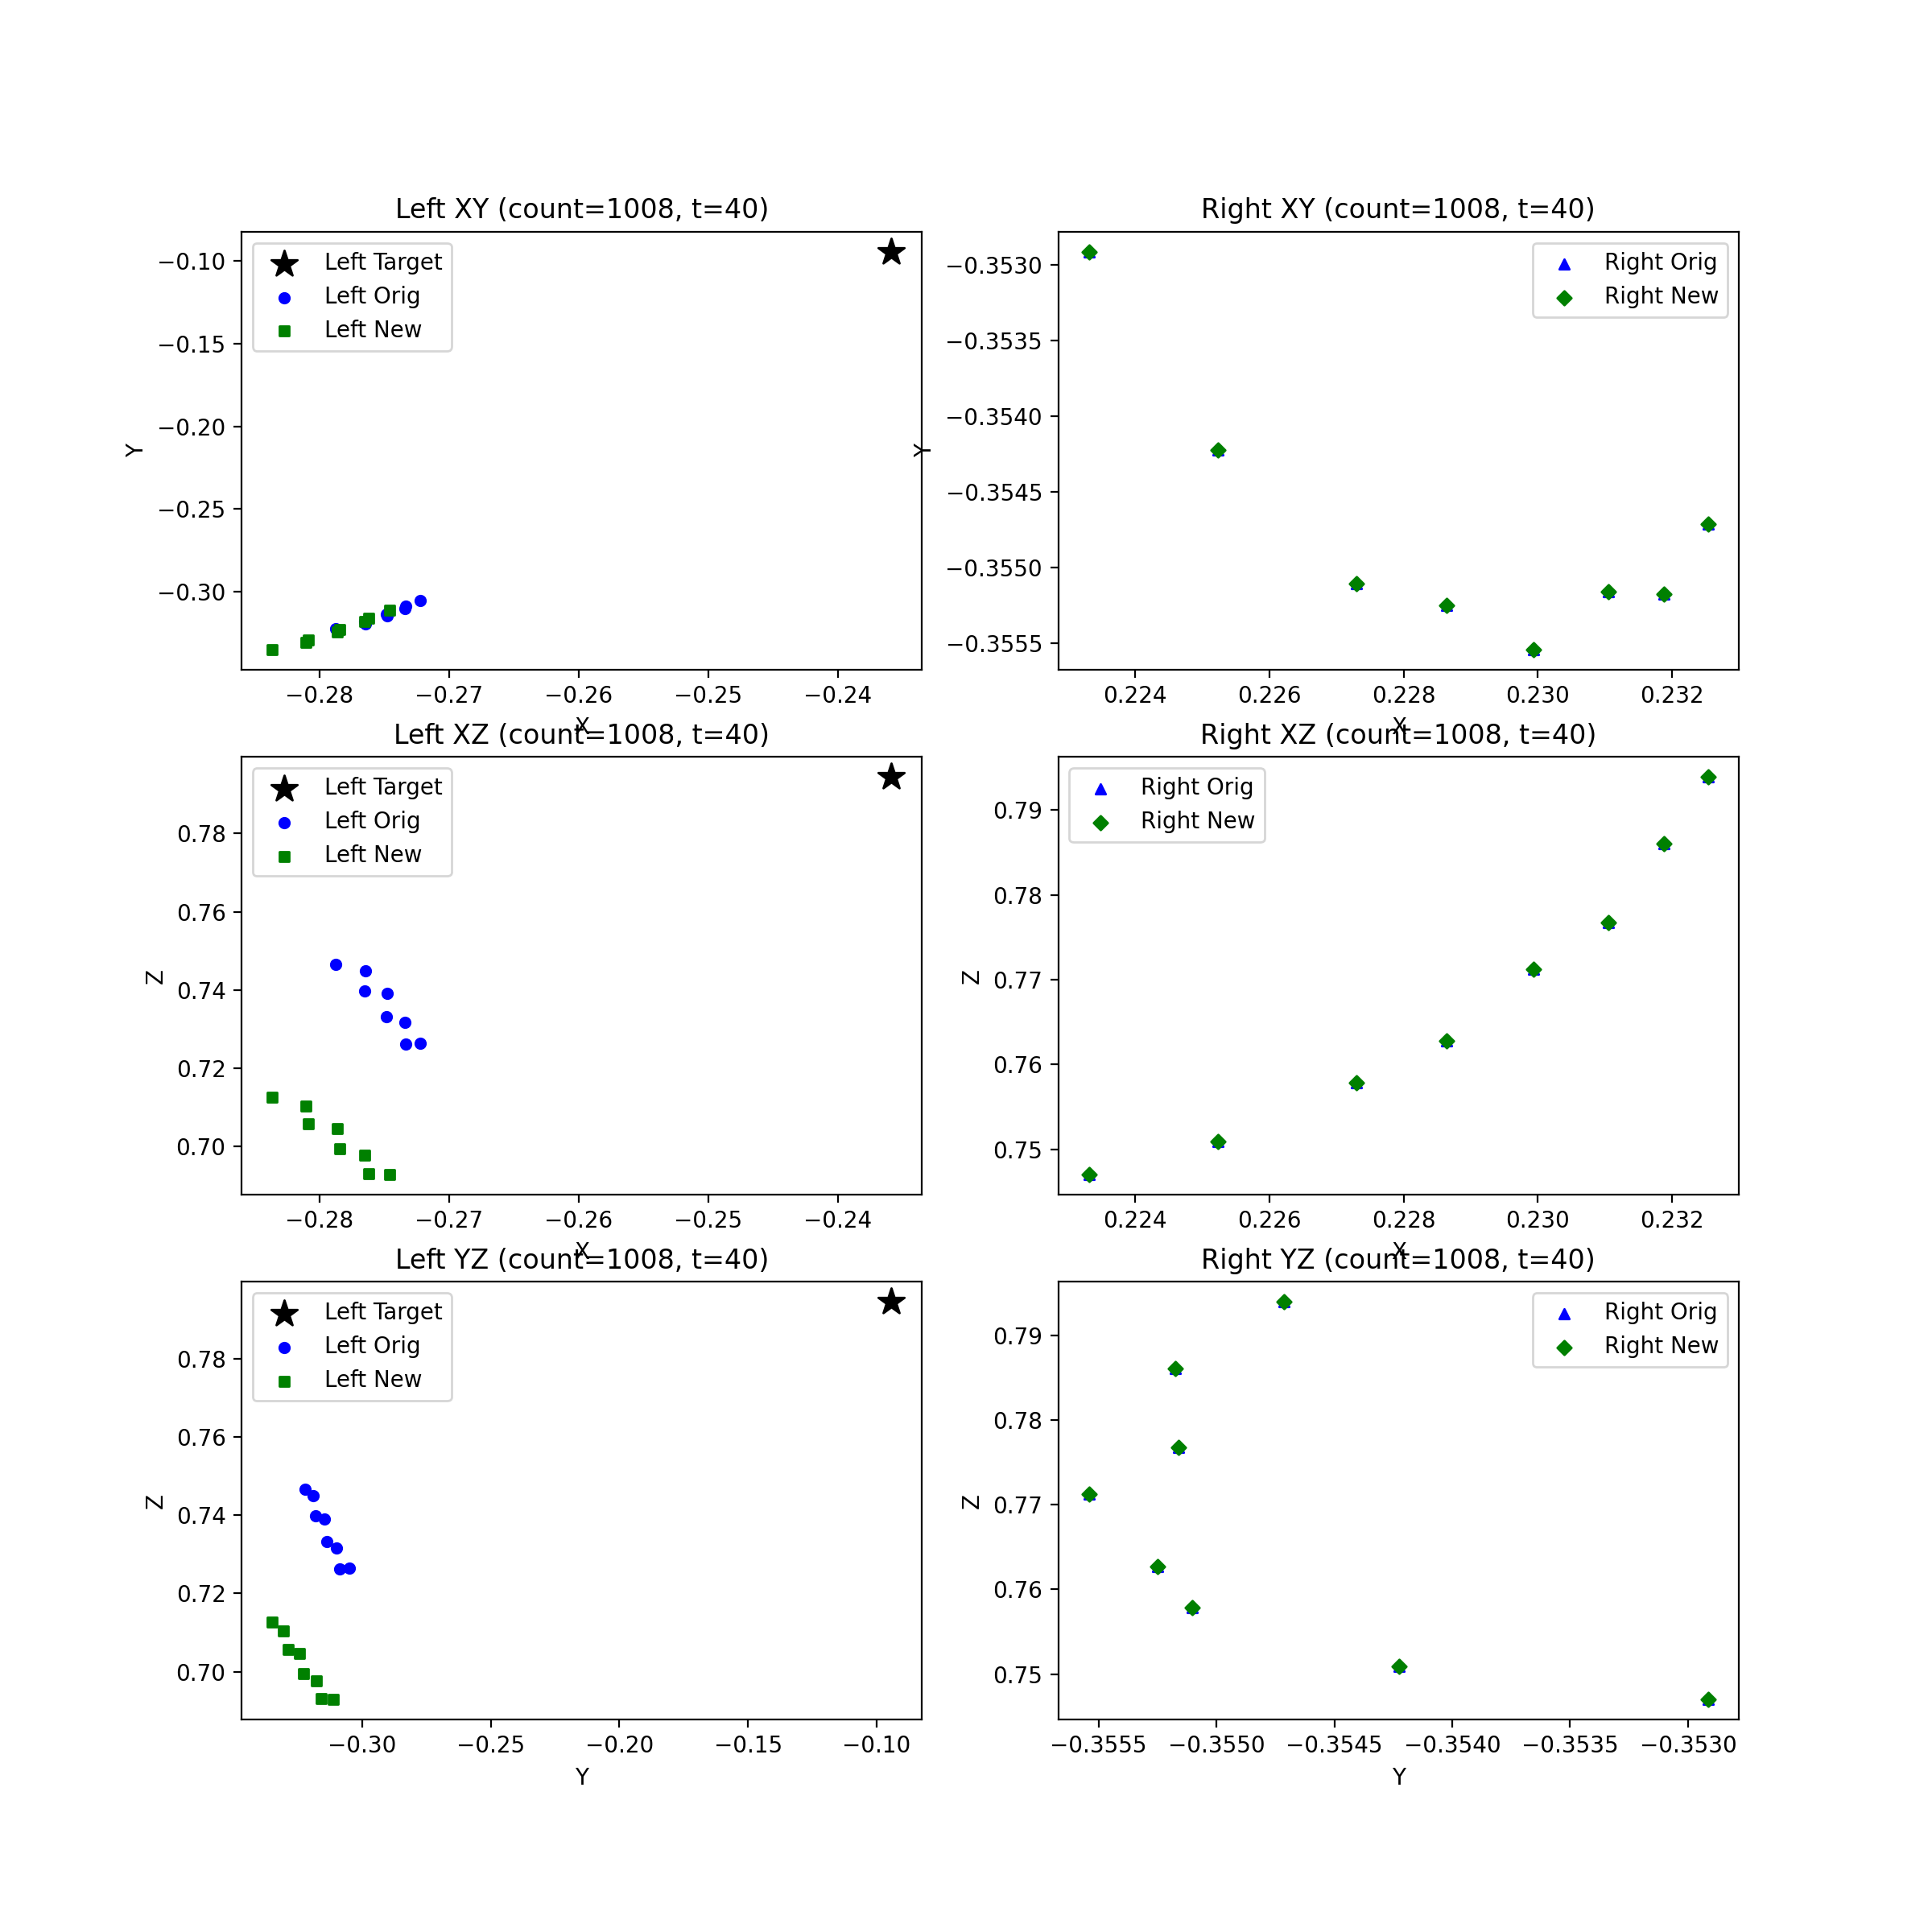 Left XY (count=1008, t=40)
Left Target
Left Orig
Left New
−0.10
−0.15
−0.20
−0.25
−0.30
Y
−0.28
−0.27
−0.26
−0.25
−0.24
X
Right XY (count=1008, t=40)
Right Orig
Right New
−0.3530
−0.3535
−0.3540
−0.3545
−0.3550
−0.3555
Y
0.224
0.226
0.228
0.230
0.232
X
Left XZ (count=1008, t=40)
Left Target
Left Orig
Left New
0.78
0.76
0.74
0.72
0.70
Z
−0.28
−0.27
−0.26
−0.25
−0.24
X
Right XZ (count=1008, t=40)
Right Orig
Right New
0.79
0.78
0.77
0.76
0.75
Z
0.224
0.226
0.228
0.230
0.232
X
Left YZ (count=1008, t=40)
Left Target
Left Orig
Left New
0.78
0.76
0.74
0.72
0.70
Z
−0.30
−0.25
−0.20
−0.15
−0.10
Y
Right YZ (count=1008, t=40)
Right Orig
Right New
0.79
0.78
0.77
0.76
0.75
Z
−0.3555
−0.3550
−0.3545
−0.3540
−0.3535
−0.3530
Y